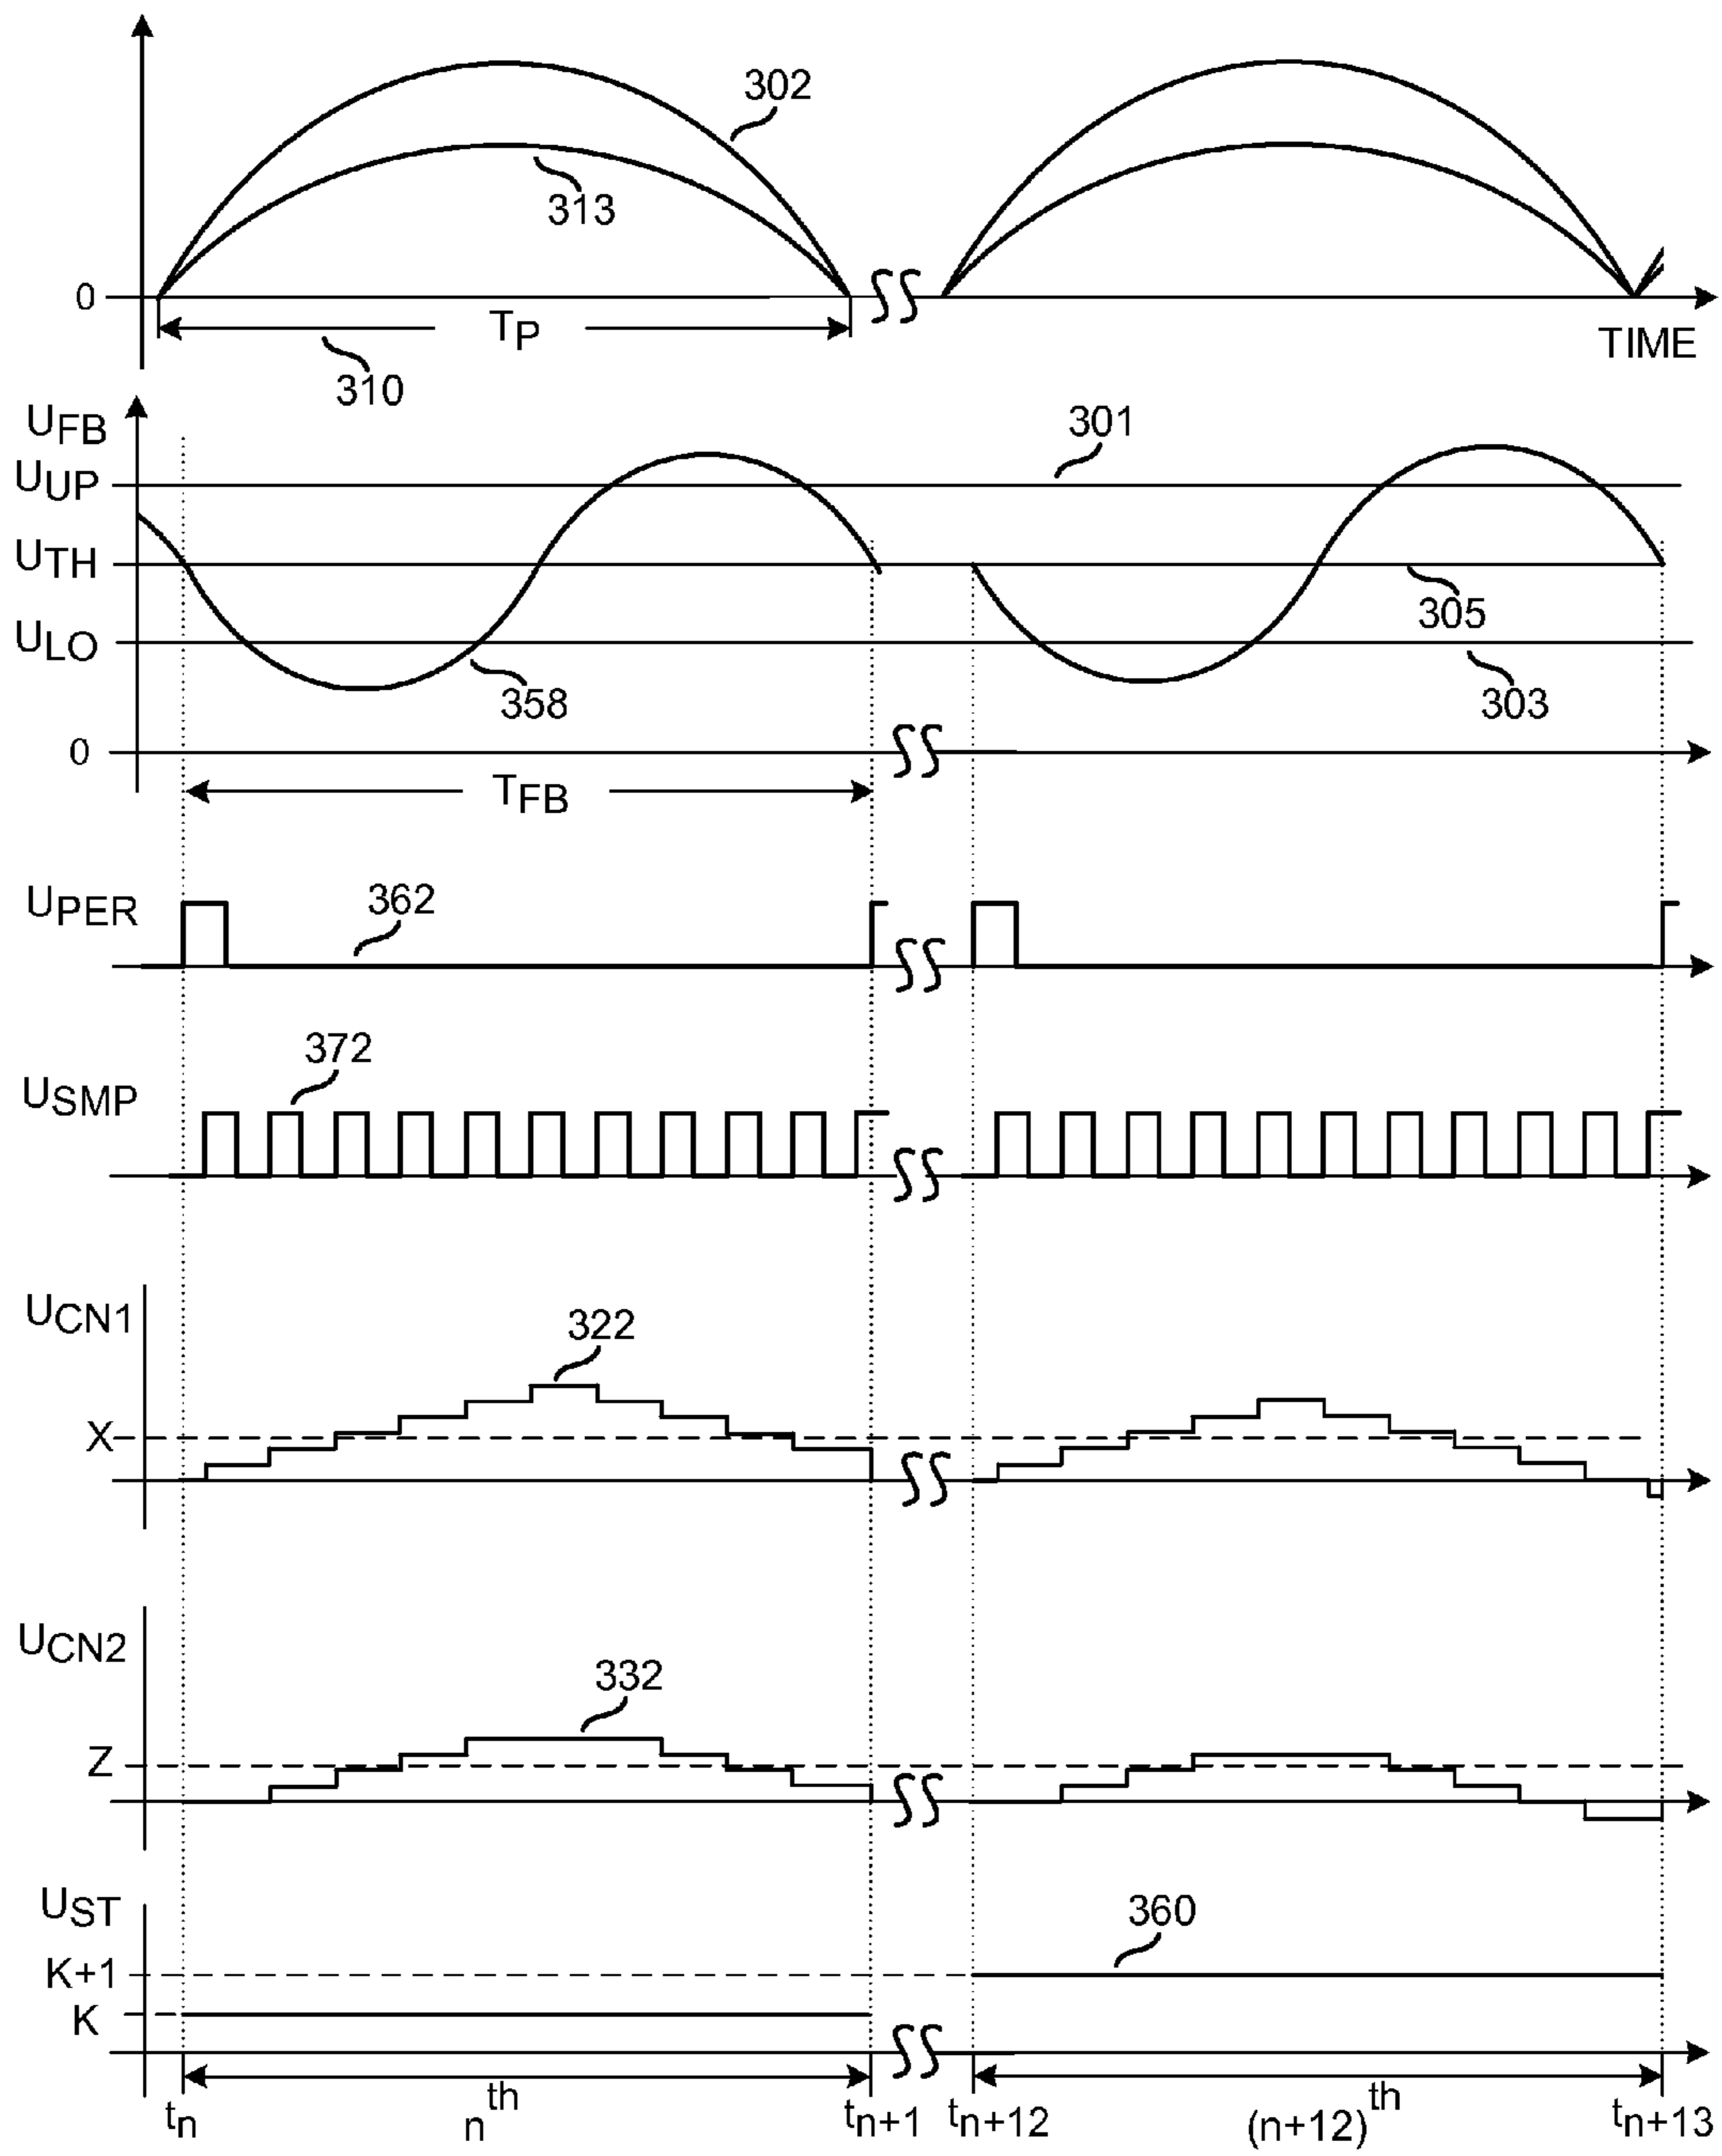 302
313
0
TP
TIME
310
UFB
301
UUP
UTH
305
ULO
358
303
0
TFB
UPER
362
372
USMP
UCN1
322
X
UCN2
332
Z
UST
360
K+1
K
tn
nth
tn+1
tn+12
(n+12)th
tn+13